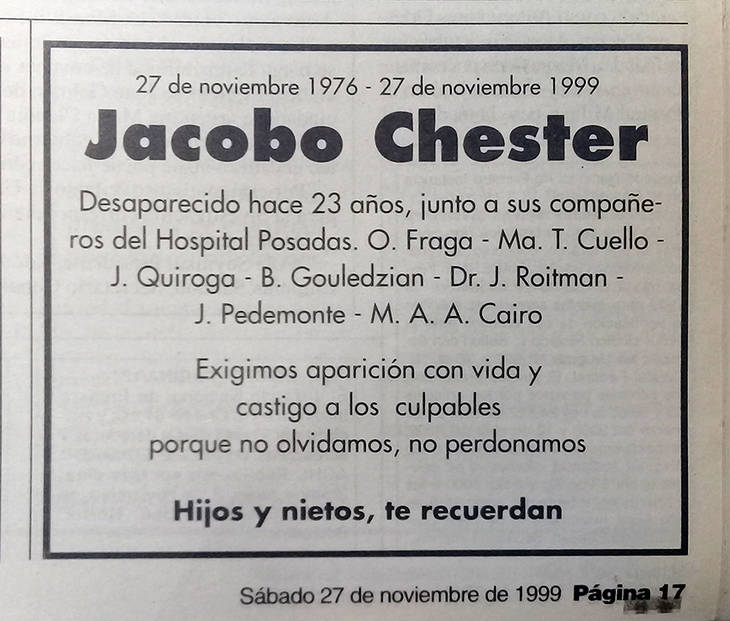 27 de noviembre 1976 - 27 de noviembre 1999
Jacobo Chester
Desaparecido hace 23 años, junto a sus compañe-
ros del Hospital Posadas. O. Fraga - Ma. T. Cuello -
J. Quiroga - B. Gouledzian - Dr. J. Roitman -
J. Pedemonte - M. A. A. Cairo
Exigimos aparición con vida y
castigo a los culpables
porque no olvidamos, no perdonamos
Hijos y nietos, te recuerdan
Sábado 27 de noviembre de 1999 Página 17